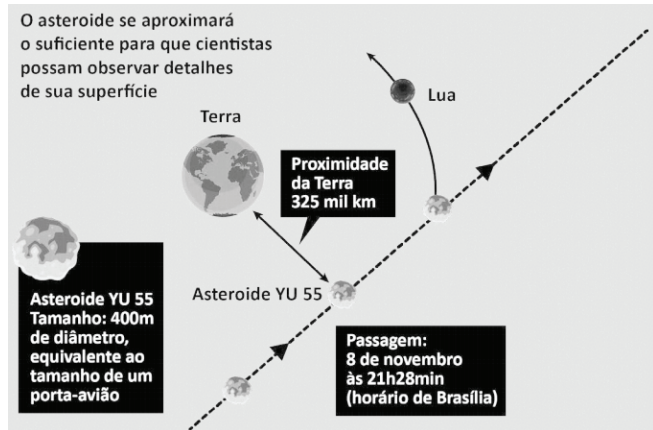 O asteroide se aproximará
o suficiente para que cientistas
possam observar detalhes
de sua superfície
Terra
Lua
Proximidade
da Terra
325 mil km
Asteroide YU 55
Asteroide YU 55
Tamanho: 400m
de diâmetro,
equivalente ao
tamanho de um
porta-avião
Passagem:
8 de novembro
às 21h28min
(horário de Brasília)